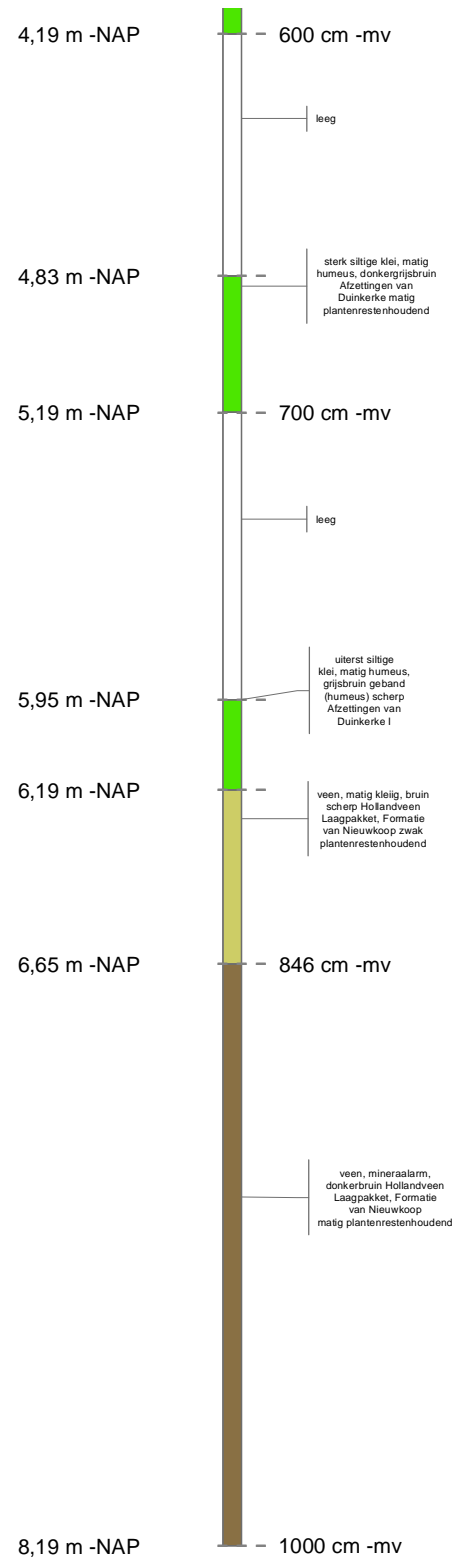 4,19 m -NAP 600 cm -mv
leeg
sterk siltige klei, matig
humeus, donkergrijsbruin
Afzettingen van
Duinkerke matig
plantenrestenhoudend
4,83 m -NAP
5,19 m -NAP 700 cm -mv
leeg
uiterst siltige
klei, matig humeus,
grijsbruin geband
(humeus) scherp
Afzettingen van
Duinkerke I
5,95 m -NAP
6,19 m -NAP
veen, matig kleiig, bruin
scherp Hollandveen
Laagpakket, Formatie
van Nieuwkoop zwak
plantenrestenhoudend
6,65 m -NAP 846 cm -mv
veen, mineraalarm,
donkerbruin Hollandveen
Laagpakket, Formatie
van Nieuwkoop
matig plantenrestenhoudend
8,19 m -NAP 1000 cm -mv